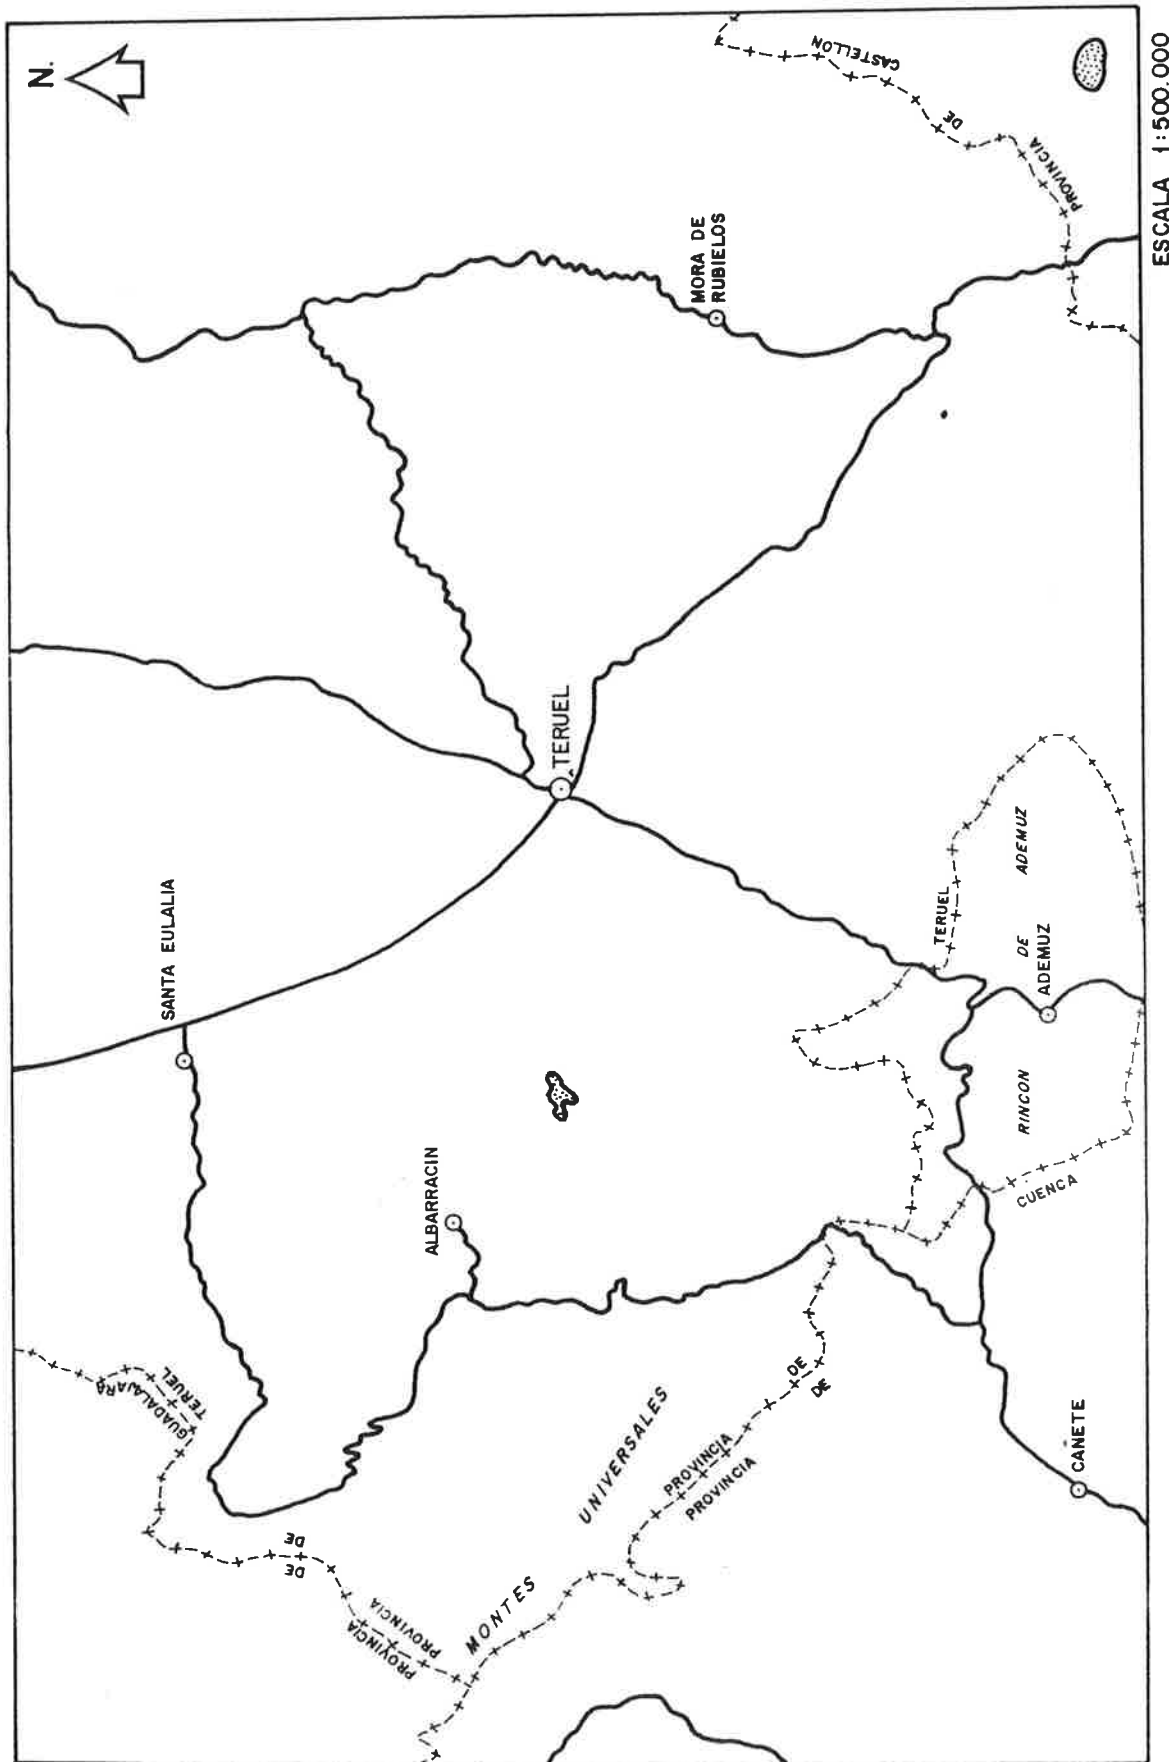 N.
CASTELLON
DE
PROVINCIA
MORA DE
RUBIELOS
TERUEL
SANTA EULALIA
ALBARRACIN
TERUEL
GUADALAJARA
DE
DE
PROVINCIA
PROVINCIA
MONTES
UNIVERSALES
PROVINCIA
PROVINCIA
DE
DE
TERUEL
CUENCA
RINCON
DE
ADEMUZ
ADEMUZ
CAÑETE
ESCALA 1:500.000